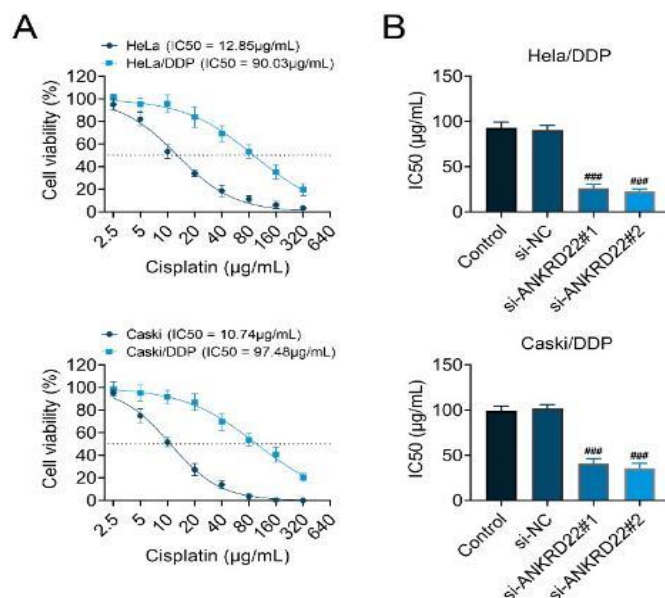 A
HeLa (IC50 = 12.85µg/mL)
HeLa/DDP (IC50 = 90.03µg/mL)
Cell viability (%)
120
100
80
60
40
20
0
2.5 5 10 20 40 80 160 320 640
Cisplatin (µg/mL)
Caski (IC50 = 10.74µg/mL)
Caski/DDP (IC50 = 97.48µg/mL)
Cell viability (%)
120
100
80
60
40
20
0
2.5 5 10 20 40 80 160 320 640
Cisplatin (µg/mL)
B
Hela/DDP
IC50 (µg/mL)
150
100
50
0
### ###
Control si-NC si-ANKRD22#1 si-ANKRD22#2
Caski/DDP
IC50 (µg/mL)
150
100
50
0
### ###
Control si-NC si-ANKRD22#1 si-ANKRD22#2